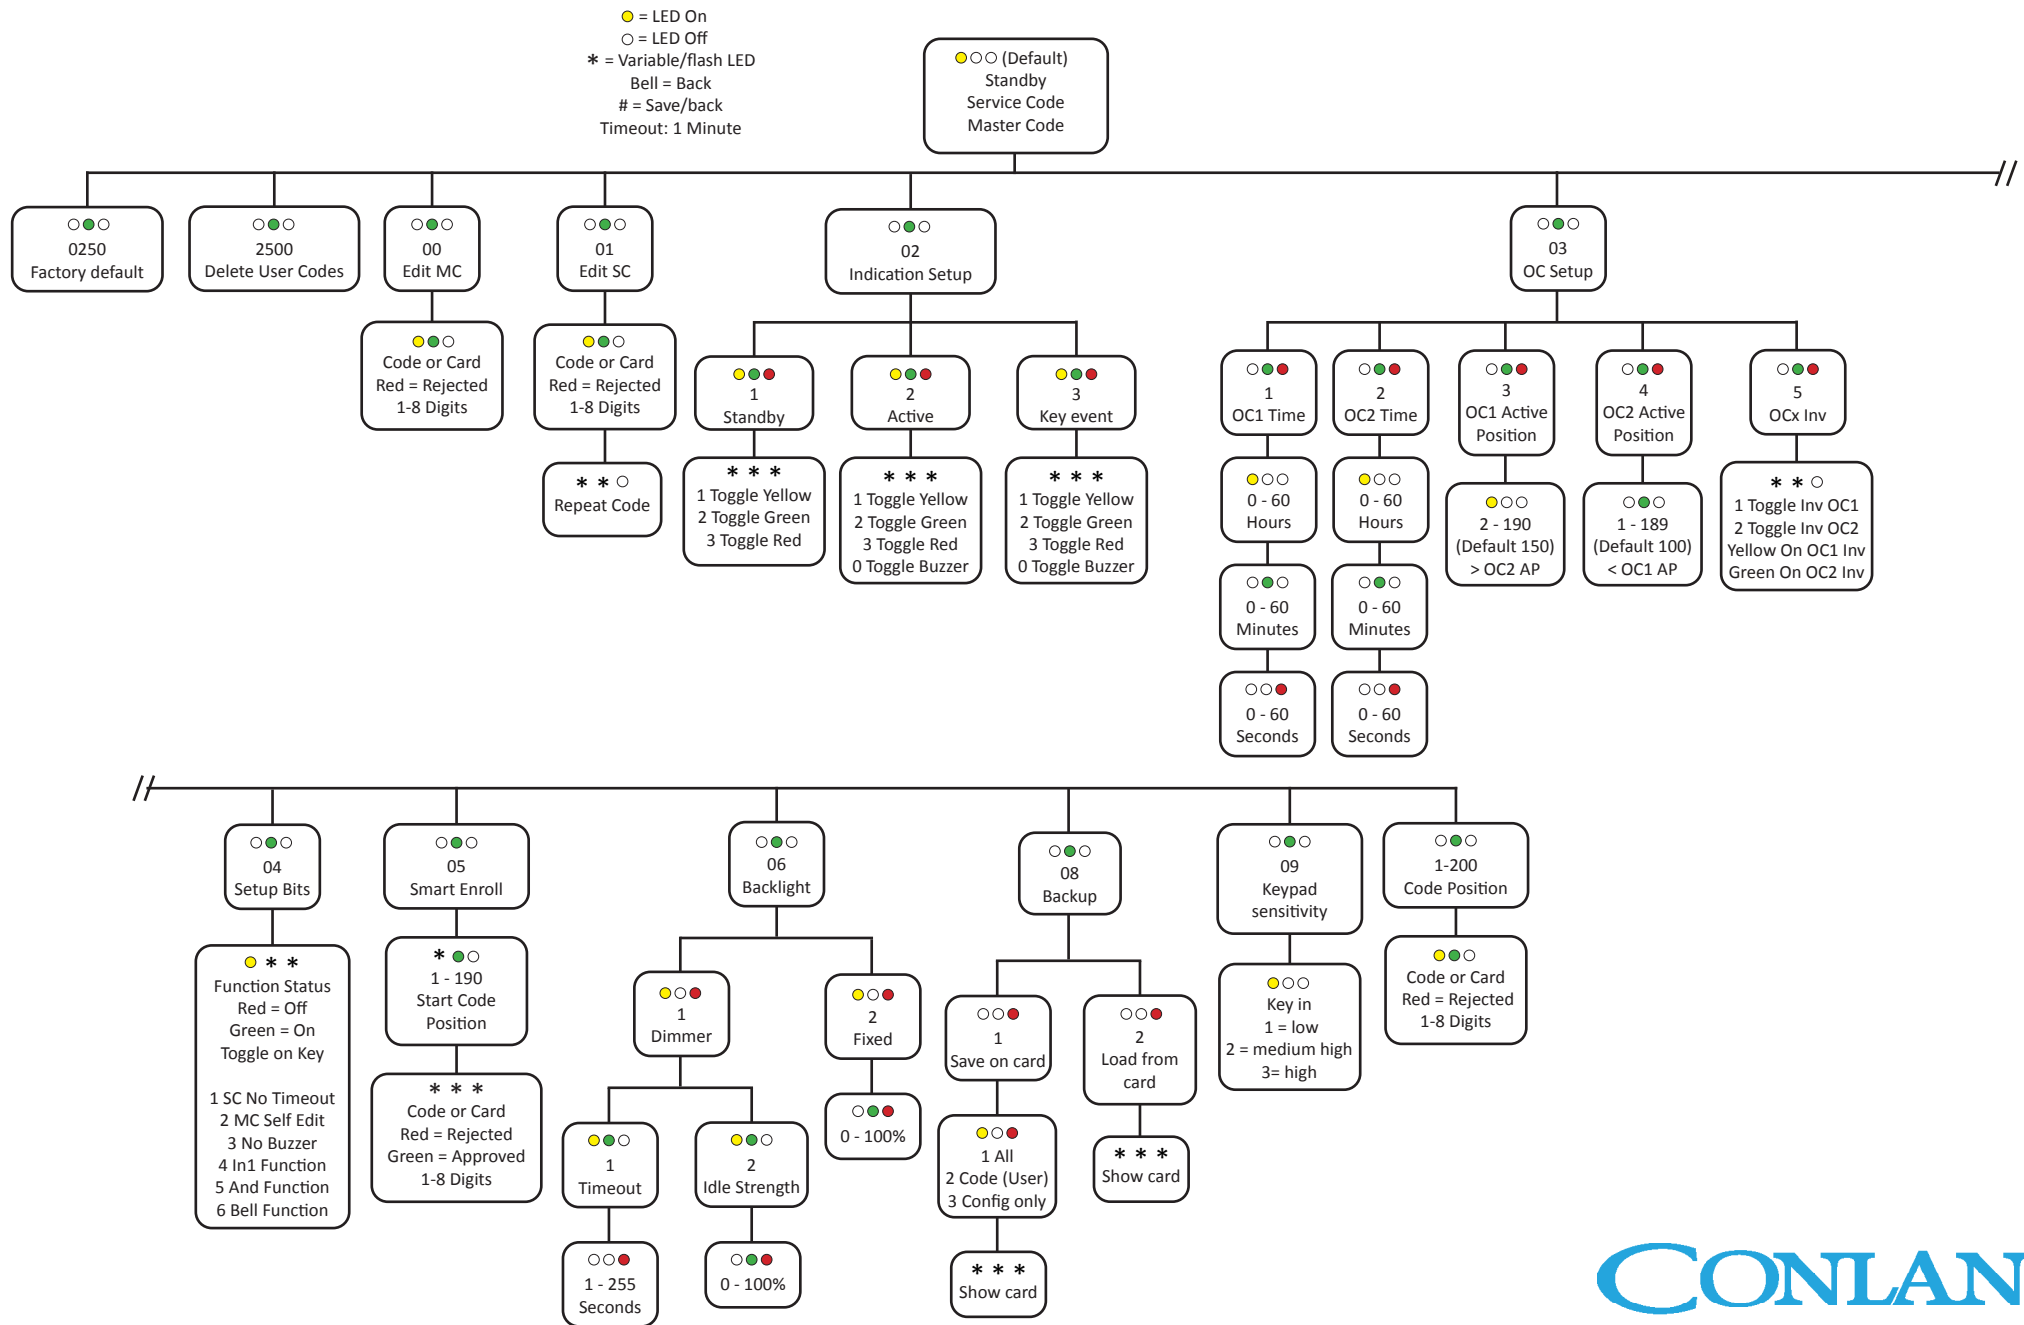 = LED On
= LED Off
* = Variable/flash LED
Bell = Back
# = Save/back
Timeout: 1 Minute
(Default)
Standby
Service Code
Master Code
0250
Factory default
2500
Delete User Codes
00
Edit MC
Code or Card
Red = Rejected
1-8 Digits
01
Edit SC
Code or Card
Red = Rejected
1-8 Digits
* *
Repeat Code
02
Indication Setup
1
Standby
* * *
1 Toggle Yellow
2 Toggle Green
3 Toggle Red
2
Active
* * *
1 Toggle Yellow
2 Toggle Green
3 Toggle Red
0 Toggle Buzzer
3
Key event
* * *
1 Toggle Yellow
2 Toggle Green
3 Toggle Red
0 Toggle Buzzer
03
OC Setup
1
OC1 Time
0 - 60
Hours
0 - 60
Minutes
0 - 60
Seconds
2
OC2 Time
0 - 60
Hours
0 - 60
Minutes
0 - 60
Seconds
3
OC1 Active
Position
2 - 190
(Default 150)
> OC2 AP
4
OC2 Active
Position
1 - 189
(Default 100)
< OC1 AP
5
OCx Inv
* *
1 Toggle Inv OC1
2 Toggle Inv OC2
Yellow On OC1 Inv
Green On OC2 Inv
04
Setup Bits
* *
Function Status
Red = Off
Green = On
Toggle on Key
1 SC No Timeout
2 MC Self Edit
3 No Buzzer
4 In1 Function
5 And Function
6 Bell Function
05
Smart Enroll
*
1 - 190
Start Code
Position
* * *
Code or Card
Red = Rejected
Green = Approved
1-8 Digits
06
Backlight
1
Dimmer
1
Timeout
1 - 255
Seconds
2
Idle Strength
0 - 100%
2
Fixed
0 - 100%
08
Backup
1
Save on card
1 All
2 Code (User)
3 Config only
* * *
Show card
2
Load from
card
* * *
Show card
09
Keypad
sensitivity
Key in
1 = low
2 = medium high
3= high
1-200
Code Position
Code or Card
Red = Rejected
1-8 Digits
CONLAN